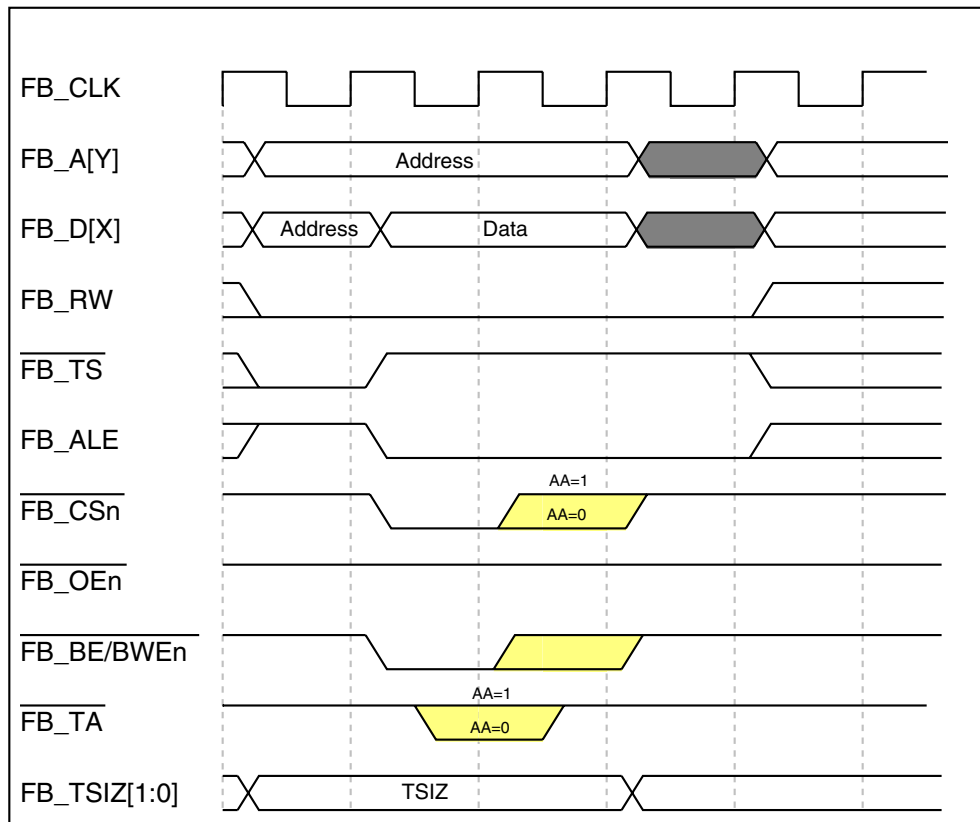 FB_CLK
FB_A[Y]
Address
FB_D[X]
Address
Data
FB_RW
FB_TS
FB_ALE
AA=1
FB_CSn
AA=0
FB_OEn
FB_BE/BWEn
AA=1
FB_TA
AA=0
FB_TSIZ[1:0]
TSIZ